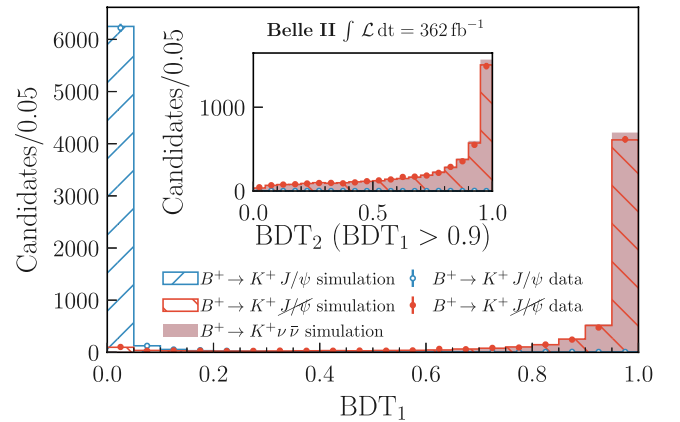 Belle II ∫ ℒ dt = 362 fb⁻¹
Candidates/0.05
6000
5000
4000
3000
2000
1000
0
Candidates/0.05
1000
0
0.0 0.5 1.0
BDT₂ (BDT₁ > 0.9)
B⁺ → K⁺ J/ψ simulation
B⁺ → K⁺ J/ψ data
B⁺ → K⁺ J/ψ simulation
B⁺ → K⁺ J/ψ data
B⁺ → K⁺ν ν̄ simulation
0.0 0.2 0.4 0.6 0.8 1.0
BDT₁